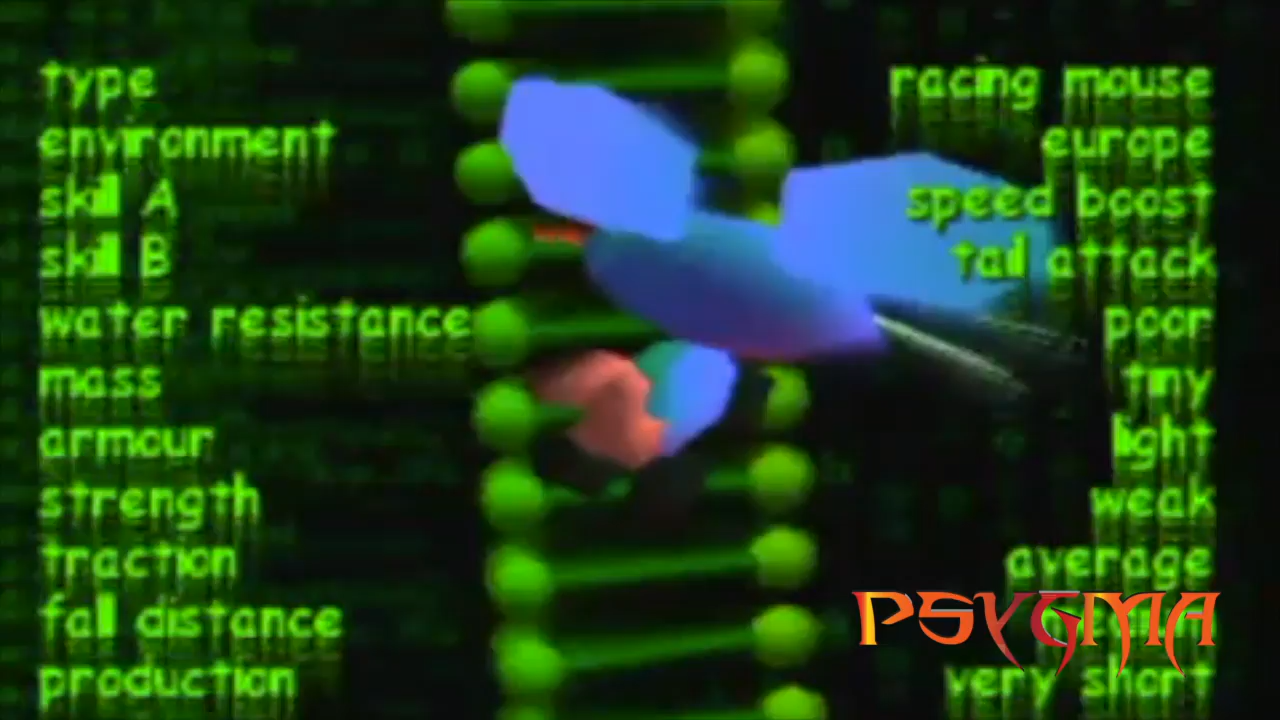 type racing mouse
environment europe
skill A speed boost
skill B tail attack
water resistance poor
mass tiny
armour light
strength weak
traction average
fall distance
PSYGMA
production very short